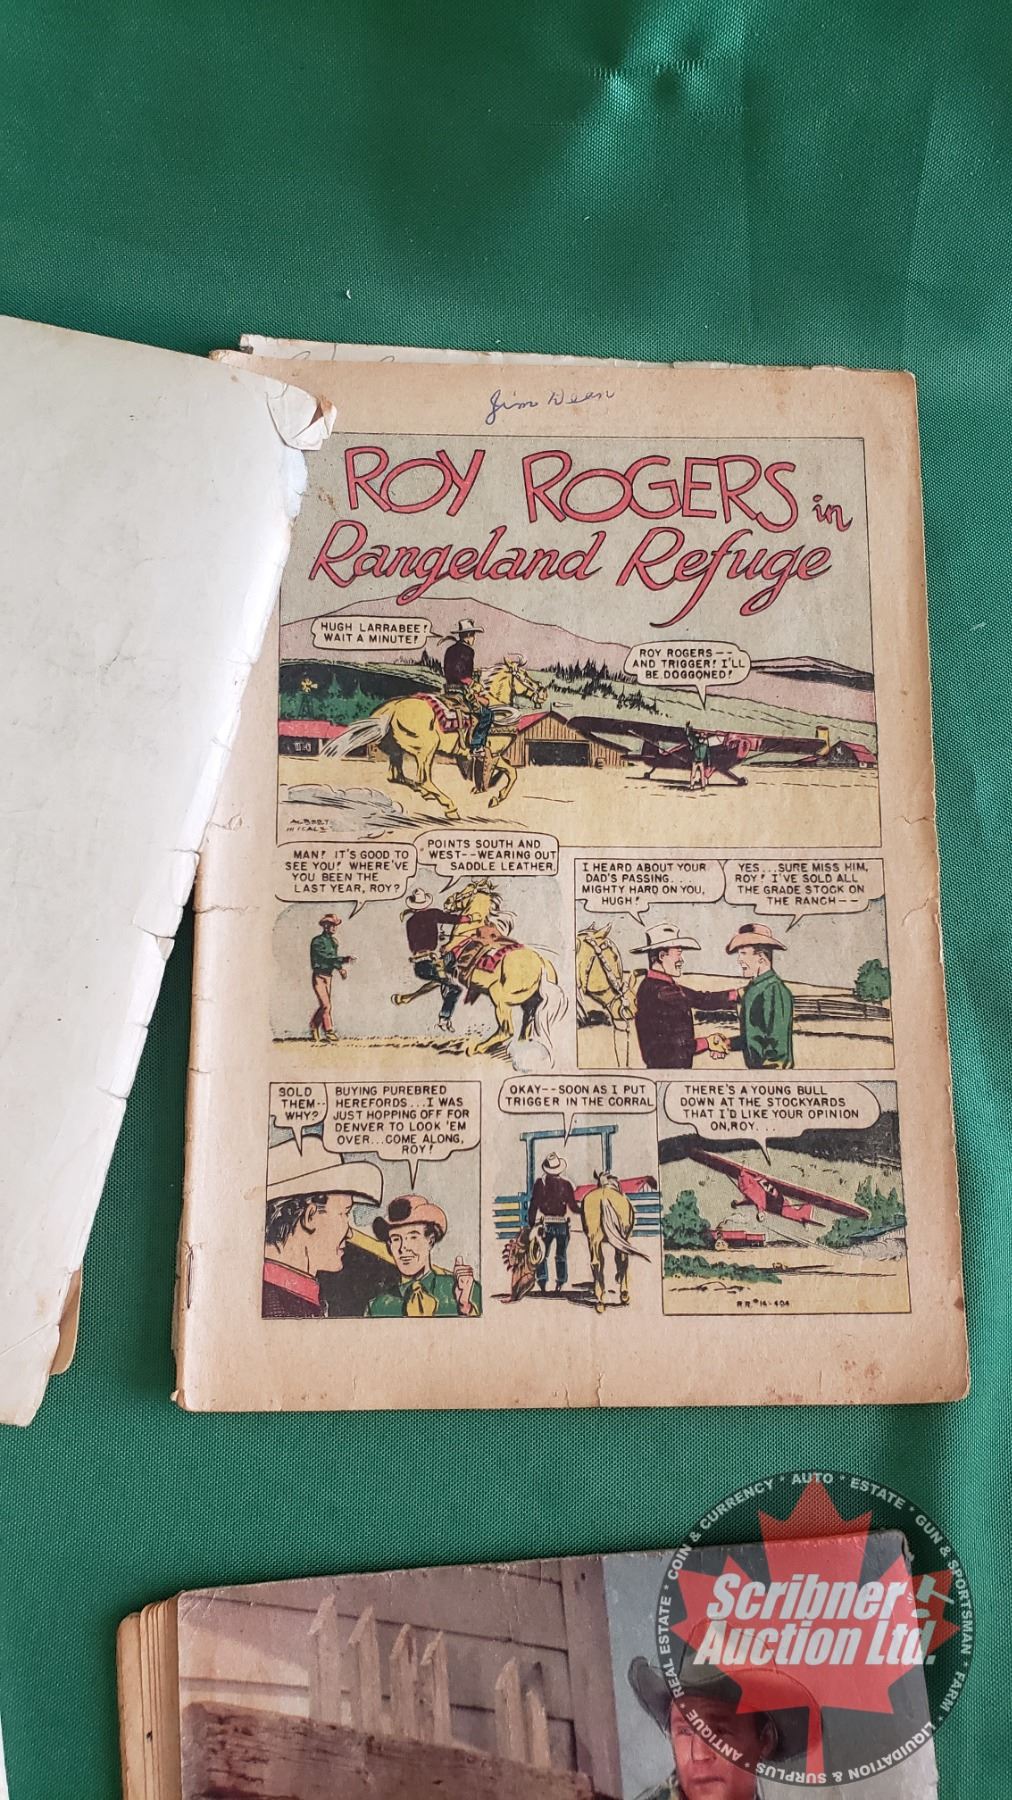 Jim Deen
ROY ROGERS in
Rangeland Refuge
HUGH LARRABEE!
WAIT A MINUTE!
ROY ROGERS--
AND TRIGGER! I'LL
BE DOGGONED!
ALBERT
MICALE
MAN! IT'S GOOD TO
SEE YOU! WHERE'VE
YOU BEEN THE
LAST YEAR, ROY?
POINTS SOUTH AND
WEST--WEARING OUT
SADDLE LEATHER.
I HEARD ABOUT YOUR
DAD'S PASSING...
MIGHTY HARD ON YOU,
HUGH!
YES...SURE MISS HIM,
ROY! I'VE SOLD ALL
THE GRADE STOCK ON
THE RANCH--
SOLD
THEM--
WHY?
BUYING PUREBRED
HEREFORDS...I WAS
JUST HOPPING OFF FOR
DENVER TO LOOK 'EM
OVER...COME ALONG,
ROY!
OKAY--SOON AS I PUT
TRIGGER IN THE CORRAL
THERE'S A YOUNG BULL
DOWN AT THE STOCKYARDS
THAT I'D LIKE YOUR OPINION
ON, ROY...
R.R. #14-404
Scribner
Auction Ltd.
REAL ESTATE * COIN & CURRENCY * AUTO * ESTATE * GUN & SPORTSMAN * FARM * LIQUIDATION & SURPLUS * ANTIQUE *